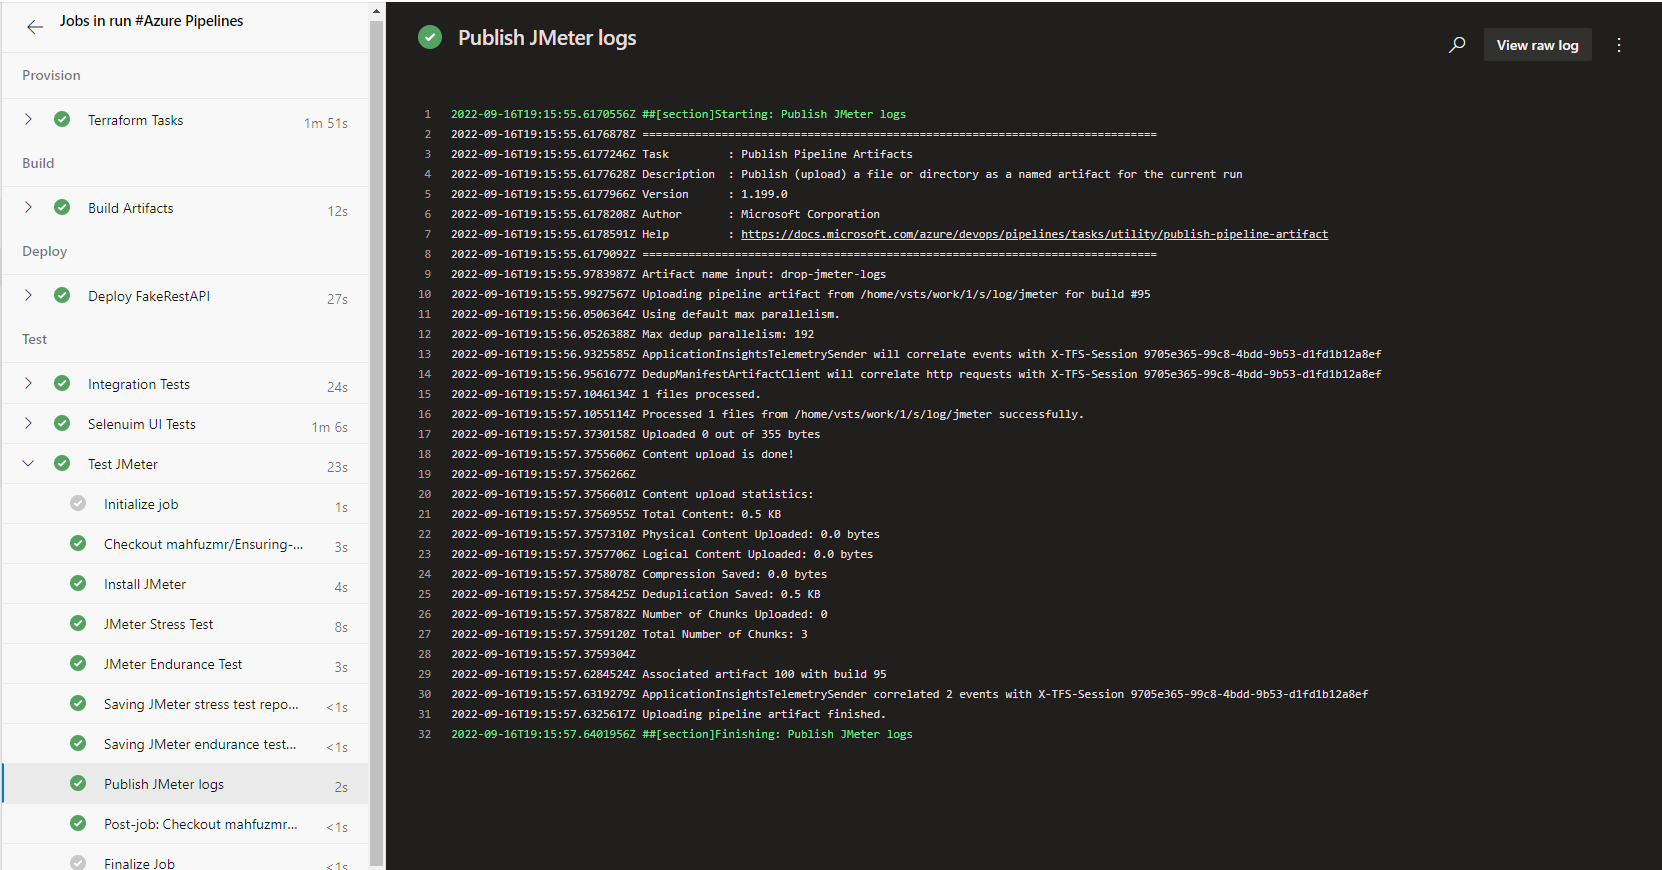 Jobs in run #Azure Pipelines
Provision
Terraform Tasks 1m 51s
Build
Build Artifacts 12s
Deploy
Deploy FakeRestAPI 27s
Test
Integration Tests 24s
Selenuim UI Tests 1m 6s
Test JMeter 23s
Initialize job 1s
Checkout mahfuzmr/Ensuring-... 3s
Install JMeter 4s
JMeter Stress Test 8s
JMeter Endurance Test 3s
Saving JMeter stress test repo... <1s
Saving JMeter endurance test... <1s
Publish JMeter logs 2s
Post-job: Checkout mahfuzmr... <1s
Finalize Job <1s
Publish JMeter logs
View raw log
1 2022-09-16T19:15:55.6170556Z ##[section]Starting: Publish JMeter logs
2 2022-09-16T19:15:55.6176878Z ==============================================================================
3 2022-09-16T19:15:55.6177246Z Task         : Publish Pipeline Artifacts
4 2022-09-16T19:15:55.6177628Z Description  : Publish (upload) a file or directory as a named artifact for the current run
5 2022-09-16T19:15:55.6177966Z Version      : 1.199.0
6 2022-09-16T19:15:55.6178208Z Author       : Microsoft Corporation
7 2022-09-16T19:15:55.6178591Z Help         : https://docs.microsoft.com/azure/devops/pipelines/tasks/utility/publish-pipeline-artifact
8 2022-09-16T19:15:55.6179092Z ==============================================================================
9 2022-09-16T19:15:55.9783987Z Artifact name input: drop-jmeter-logs
10 2022-09-16T19:15:55.9927567Z Uploading pipeline artifact from /home/vsts/work/1/s/log/jmeter for build #95
11 2022-09-16T19:15:56.0506364Z Using default max parallelism.
12 2022-09-16T19:15:56.0526388Z Max dedup parallelism: 192
13 2022-09-16T19:15:56.9325585Z ApplicationInsightsTelemetrySender will correlate events with X-TFS-Session 9705e365-99c8-4bdd-9b53-d1fd1b12a8ef
14 2022-09-16T19:15:56.9561677Z DedupManifestArtifactClient will correlate http requests with X-TFS-Session 9705e365-99c8-4bdd-9b53-d1fd1b12a8ef
15 2022-09-16T19:15:57.1046134Z 1 files processed.
16 2022-09-16T19:15:57.1055114Z Processed 1 files from /home/vsts/work/1/s/log/jmeter successfully.
17 2022-09-16T19:15:57.3730158Z Uploaded 0 out of 355 bytes
18 2022-09-16T19:15:57.3755606Z Content upload is done!
19 2022-09-16T19:15:57.3756266Z
20 2022-09-16T19:15:57.3756601Z Content upload statistics:
21 2022-09-16T19:15:57.3756955Z Total Content: 0.5 KB
22 2022-09-16T19:15:57.3757310Z Physical Content Uploaded: 0.0 bytes
23 2022-09-16T19:15:57.3757706Z Logical Content Uploaded: 0.0 bytes
24 2022-09-16T19:15:57.3758078Z Compression Saved: 0.0 bytes
25 2022-09-16T19:15:57.3758425Z Deduplication Saved: 0.5 KB
26 2022-09-16T19:15:57.3758782Z Number of Chunks Uploaded: 0
27 2022-09-16T19:15:57.3759120Z Total Number of Chunks: 3
28 2022-09-16T19:15:57.3759304Z
29 2022-09-16T19:15:57.6284524Z Associated artifact 100 with build 95
30 2022-09-16T19:15:57.6319279Z ApplicationInsightsTelemetrySender correlated 2 events with X-TFS-Session 9705e365-99c8-4bdd-9b53-d1fd1b12a8ef
31 2022-09-16T19:15:57.6325617Z Uploading pipeline artifact finished.
32 2022-09-16T19:15:57.6401956Z ##[section]Finishing: Publish JMeter logs